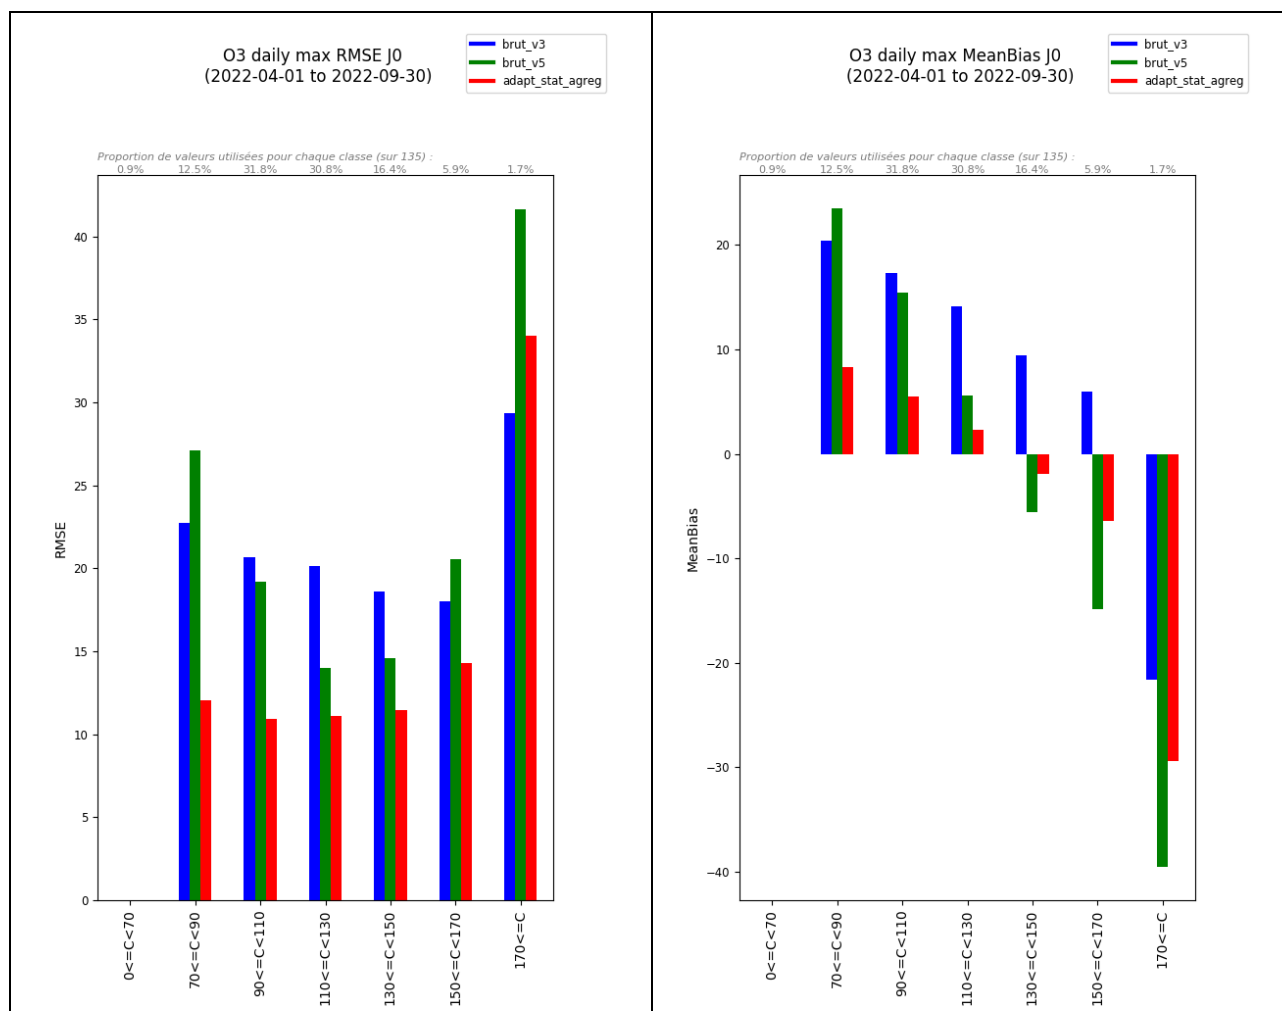 O3 daily max RMSE J0
(2022-04-01 to 2022-09-30)
brut_v3
brut_v5
adapt_stat_agreg
Proportion de valeurs utilisées pour chaque classe (sur 135) :
0.9% 12.5% 31.8% 30.8% 16.4% 5.9% 1.7%
RMSE
40
35
30
25
20
15
10
5
0
0<=C<70
70<=C<90
90<=C<110
110<=C<130
130<=C<150
150<=C<170
170<=C
O3 daily max MeanBias J0
(2022-04-01 to 2022-09-30)
brut_v3
brut_v5
adapt_stat_agreg
Proportion de valeurs utilisées pour chaque classe (sur 135) :
0.9% 12.5% 31.8% 30.8% 16.4% 5.9% 1.7%
MeanBias
20
10
0
−10
−20
−30
−40
0<=C<70
70<=C<90
90<=C<110
110<=C<130
130<=C<150
150<=C<170
170<=C